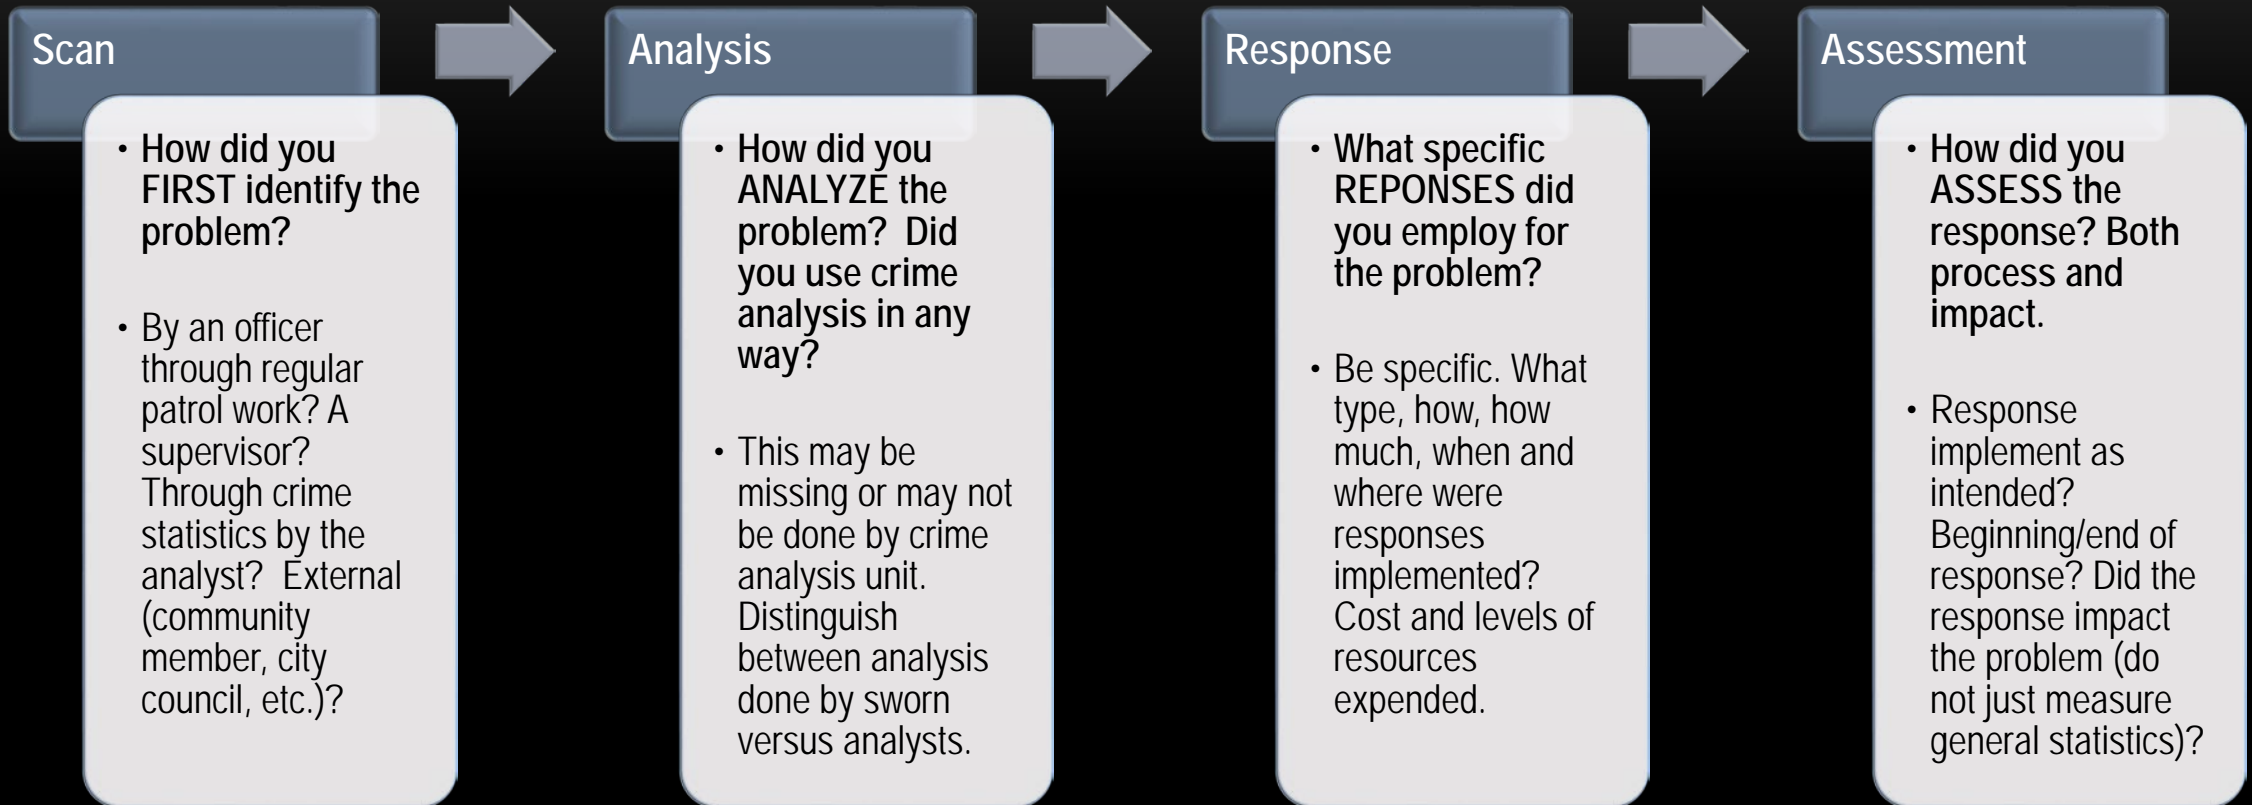 Scan
• How did you
FIRST identify the
problem?
• By an officer
through regular
patrol work? A
supervisor?
Through crime
statistics by the
analyst? External
(community
member, city
council, etc.)?
Analysis
• How did you
ANALYZE the
problem? Did
you use crime
analysis in any
way?
• This may be
missing or may not
be done by crime
analysis unit.
Distinguish
between analysis
done by sworn
versus analysts.
Response
• What specific
REPONSES did
you employ for
the problem?
• Be specific. What
type, how, how
much, when and
where were
responses
implemented?
Cost and levels of
resources
expended.
Assessment
• How did you
ASSESS the
response? Both
process and
impact.
• Response
implement as
intended?
Beginning/end of
response? Did the
response impact
the problem (do
not just measure
general statistics)?